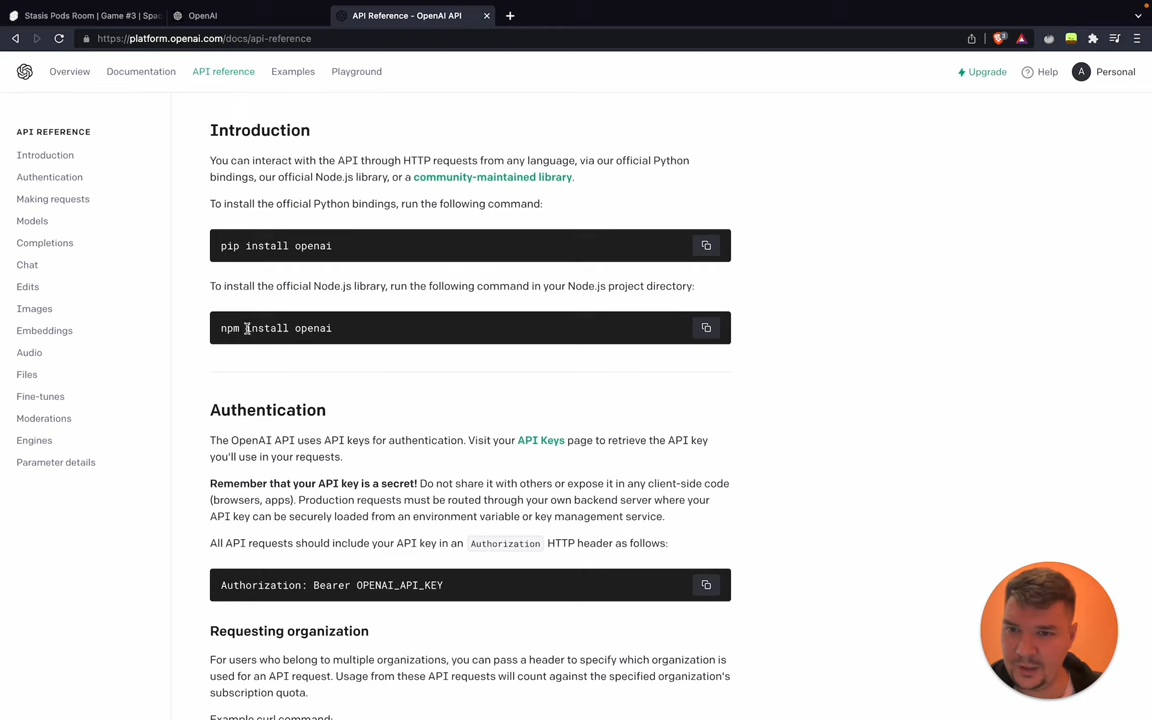 Stasis Pods Room | Game #3 | Spac
OpenAI
API Reference - OpenAI API
https://platform.openai.com/docs/api-reference
3
Overview
Documentation
API reference
Examples
Playground
Upgrade
Help
A
Personal
API REFERENCE
Introduction
Authentication
Making requests
Models
Completions
Chat
Edits
Images
Embeddings
Audio
Files
Fine-tunes
Moderations
Engines
Parameter details
Introduction
You can interact with the API through HTTP requests from any language, via our official Python
bindings, our official Node.js library, or a community-maintained library.
To install the official Python bindings, run the following command:
pip install openai
To install the official Node.js library, run the following command in your Node.js project directory:
npm install openai
Authentication
The OpenAI API uses API keys for authentication. Visit your API Keys page to retrieve the API key
you'll use in your requests.
Remember that your API key is a secret! Do not share it with others or expose it in any client-side code
(browsers, apps). Production requests must be routed through your own backend server where your
API key can be securely loaded from an environment variable or key management service.
All API requests should include your API key in an Authorization HTTP header as follows:
Authorization: Bearer OPENAI_API_KEY
Requesting organization
For users who belong to multiple organizations, you can pass a header to specify which organization is
used for an API request. Usage from these API requests will count against the specified organization's
subscription quota.
Example curl command: